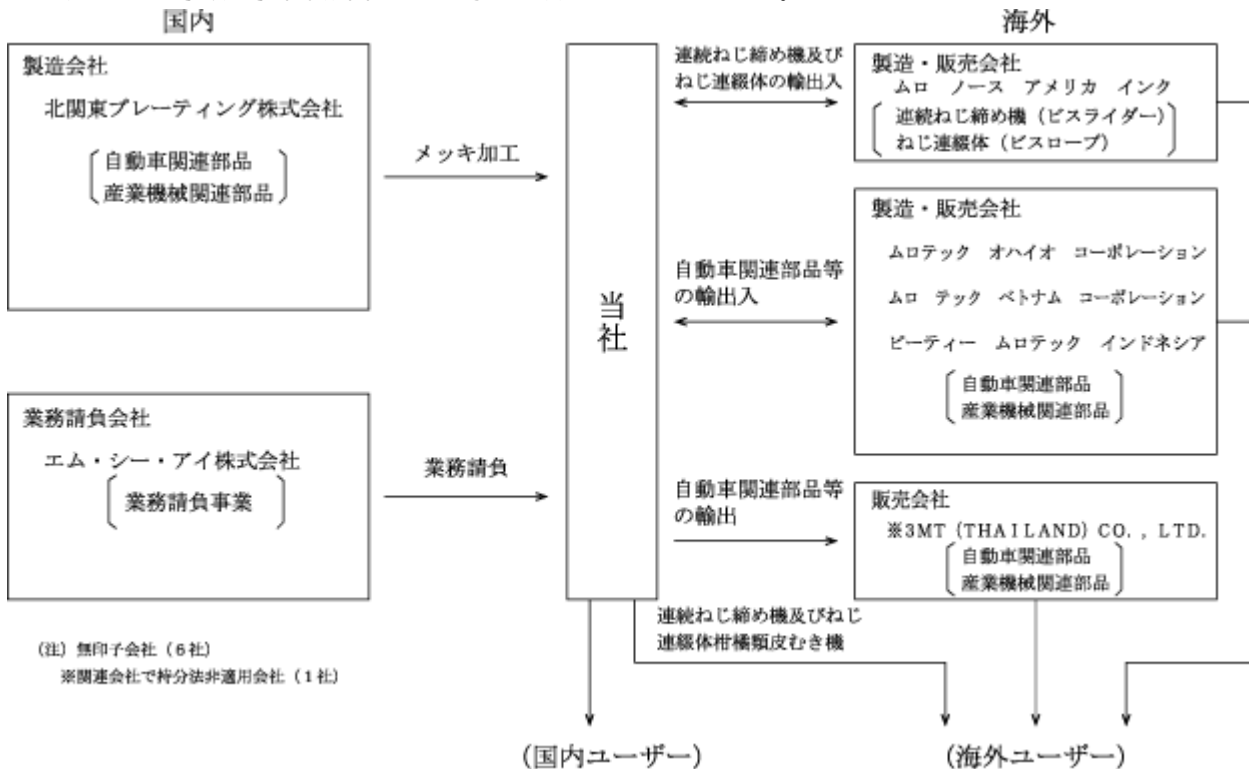 国内
製造会社
北関東プレーティング株式会社
自動車関連部品
産業機械関連部品
メッキ加工
業務請負会社
エム・シー・アイ株式会社
業務請負事業
業務請負
(注) 無印子会社(6社)
※関連会社で持分法非適用会社(1社)
当社
連続ねじ締め機及び
ねじ連綴体の輸出入
自動車関連部品等
の輸出入
自動車関連部品等
の輸出
連続ねじ締め機及びねじ
連綴体柑橘類皮むき機
海外
製造・販売会社
ムロ ノース アメリカ インク
連続ねじ締め機(ビスライダー)
ねじ連綴体(ビスロープ)
製造・販売会社
ムロテック オハイオ コーポレーション
ムロ テック ベトナム コーポレーション
ピーティー ムロテック インドネシア
自動車関連部品
産業機械関連部品
販売会社
※3MT (THAILAND) CO., LTD.
自動車関連部品
産業機械関連部品
(国内ユーザー)
(海外ユーザー)